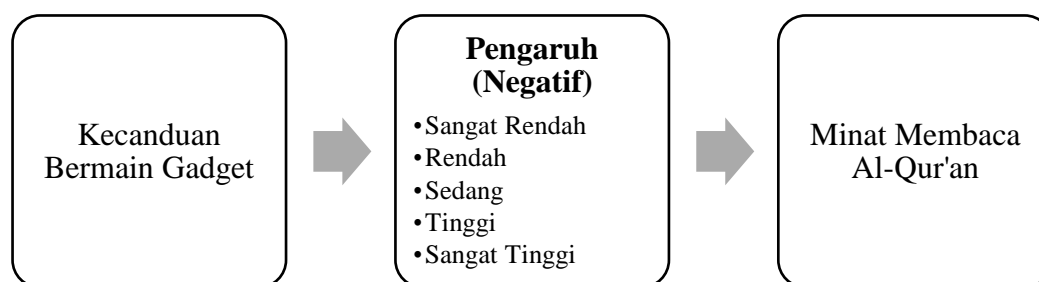 Kecanduan
Bermain Gadget
Pengaruh
(Negatif)
•Sangat Rendah
•Rendah
•Sedang
•Tinggi
•Sangat Tinggi
Minat Membaca
Al-Qur'an